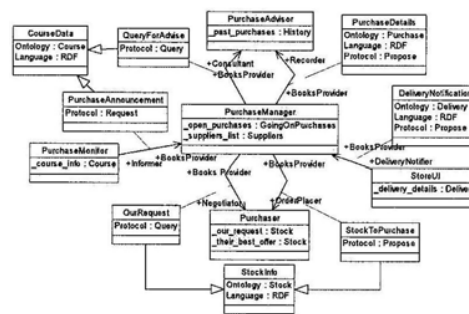 CourseData
Ontology : Course
Language : RDF
QueryForAdvise
Protocol : Query
PurchaseAdvisor
_past_purchases : History
PurchaseDetails
Ontology : Purchase
Language : RDF
Protocol : Propose
+Consultant
+Recorder
+BooksProvider
+BooksProvider
PurchaseAnnouncement
Protocol : Request
PurchaseManager
_open_purchases : GoingOnPurchases
_suppliers_list : Suppliers
DeliveryNotification
Ontology : Delivery
Language : RDF
Protocol : Propose
PurchaseMonitor
_course_info : Course
+BooksProvider
+Informer
+BooksProvider
+DeliveryNotifier
StoreUI
_delivery_details : Deliver
+Books Provider
+BooksProvider
+Negotiator
+OrderPlacer
OurRequest
Protocol : Query
Purchaser
_our_request : Stock
_their_best_offer : Stock
StockToPurchase
Protocol : Propose
StockInfo
Ontology : Stock
Language : RDF